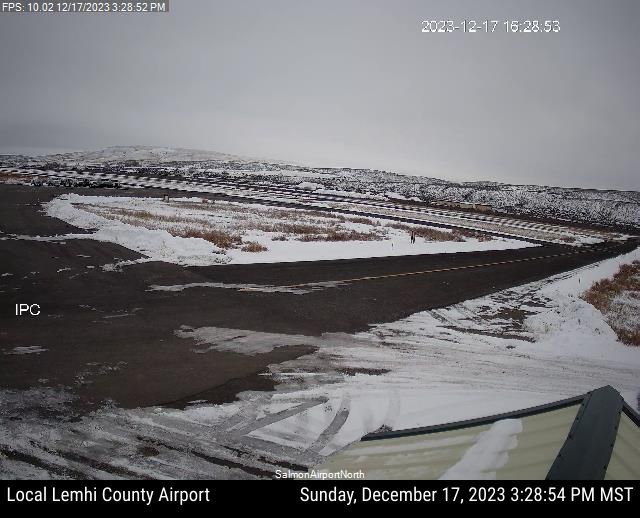 FPS: 10.02 12/17/2023 3:28:52 PM
2023-12-17 16:28:53
IPC
SalmonAirportNorth
Local Lemhi County Airport
Sunday, December 17, 2023 3:28:54 PM MST